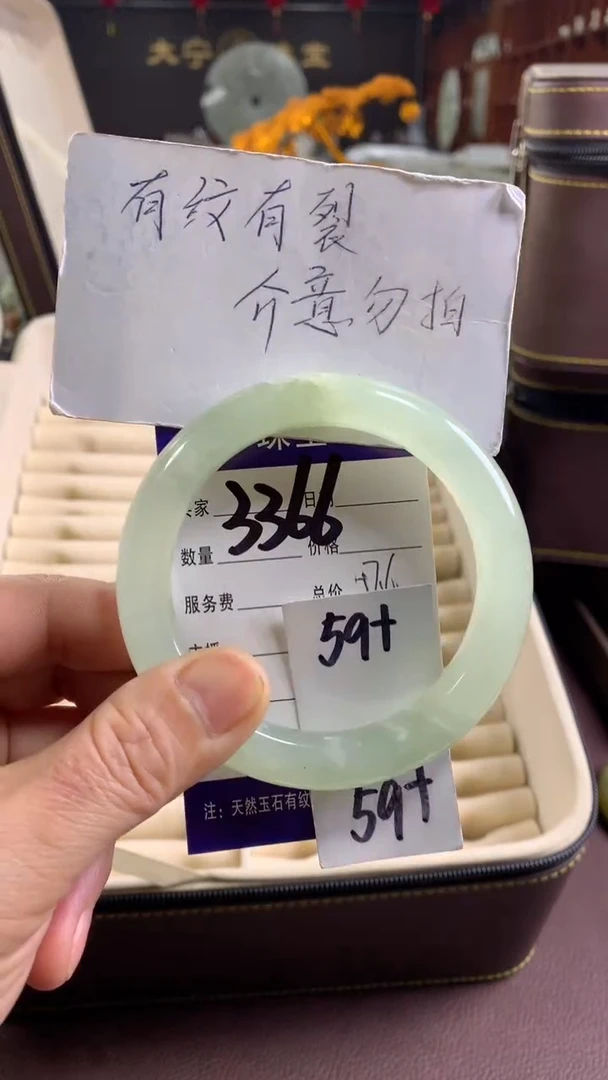 有纹有裂
介意勿拍
3366
数量
价格
服务费
总价
59+
59+
注：天然玉石有纹